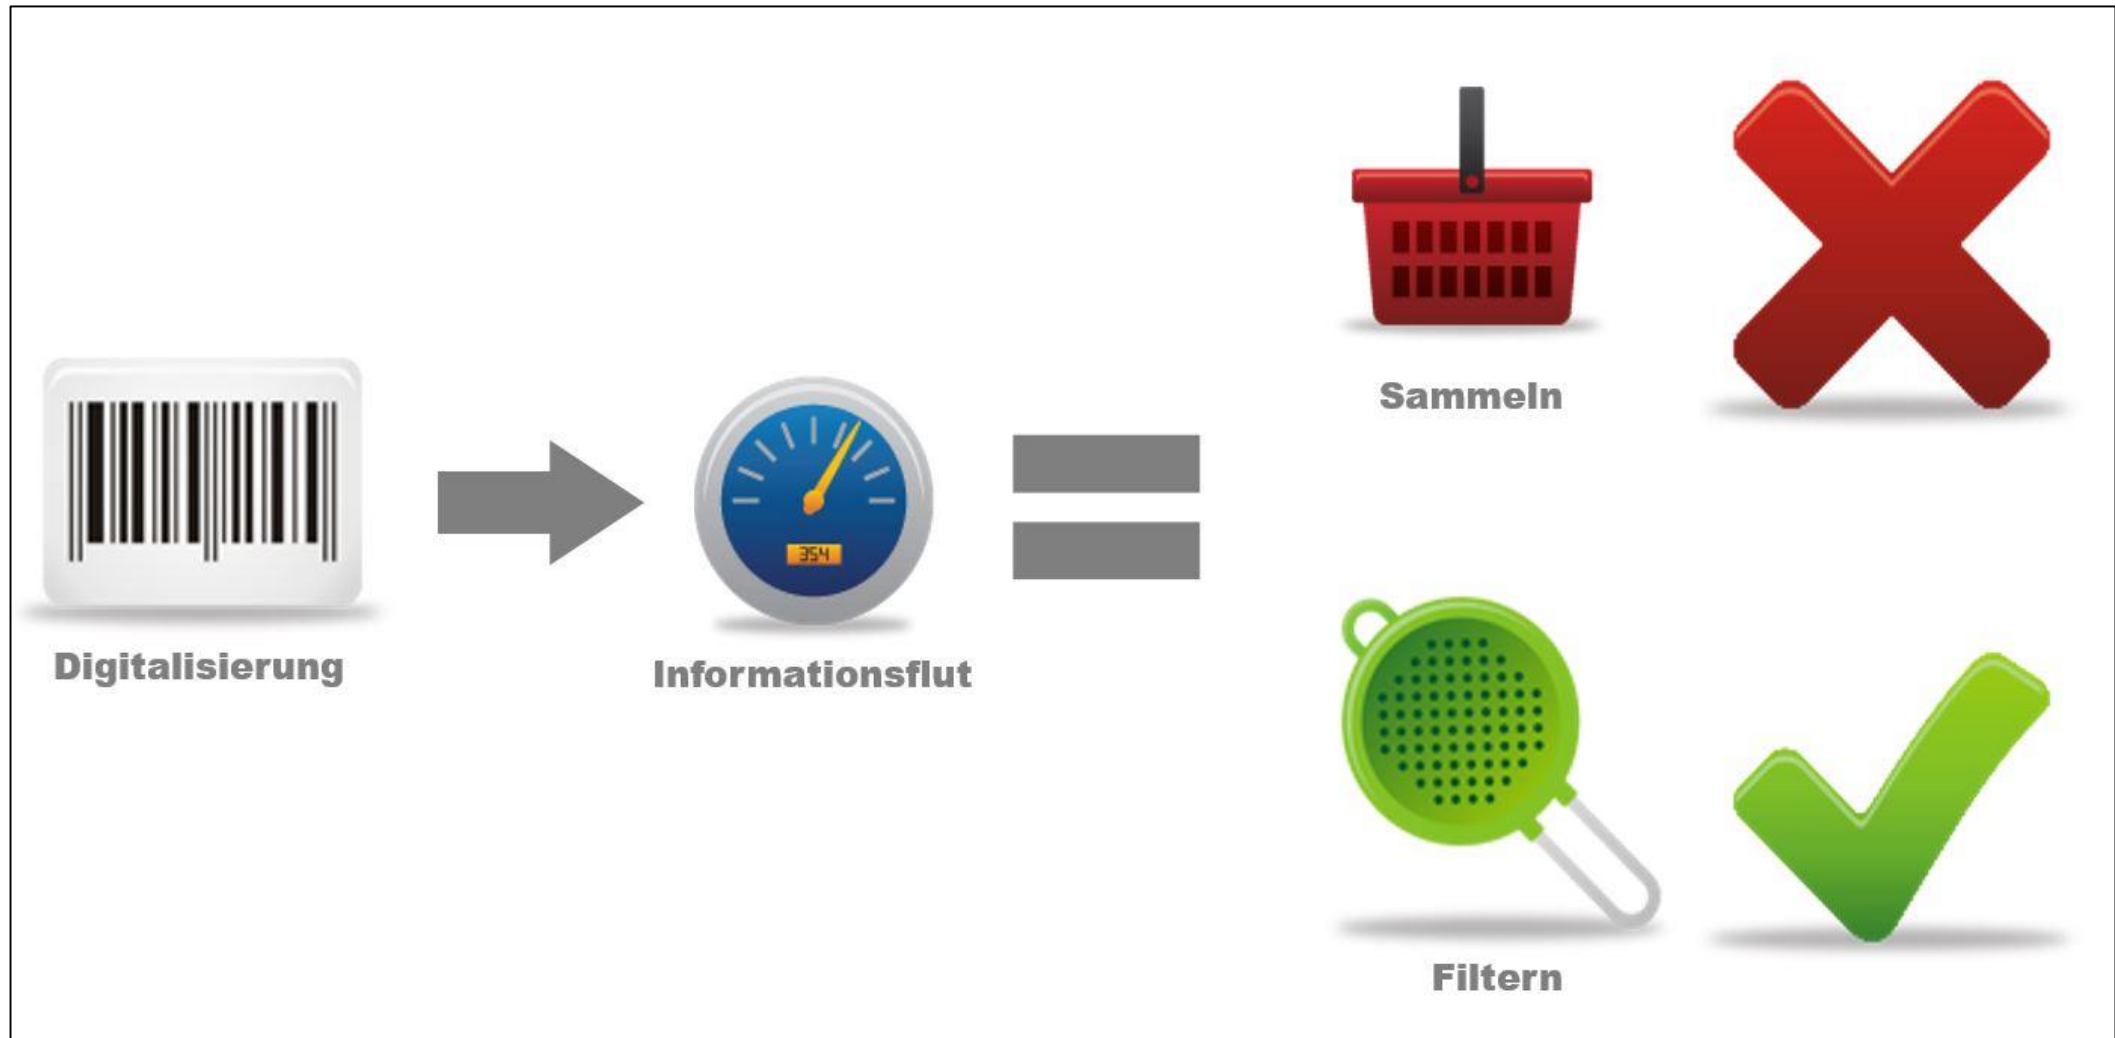 Digitalisierung
Informationsflut
354
Sammeln
Filtern